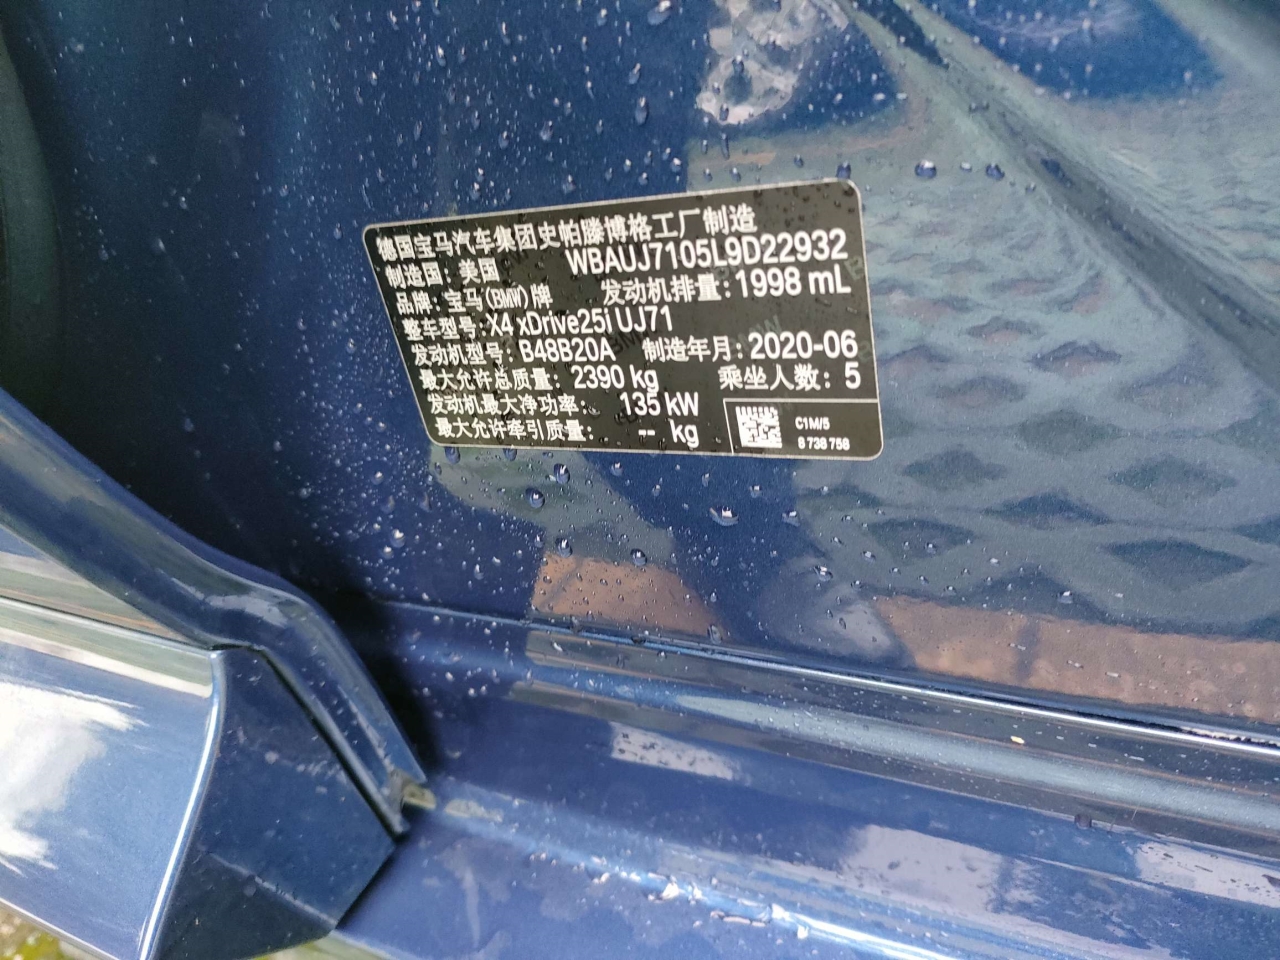 德国宝马汽车集团史帕滕博格工厂制造
制造国: 美国 WBAUJ7105L9D22932
品牌: 宝马(BMW)牌 发动机排量: 1998 mL
整车型号: X4 xDrive25i UJ71
发动机型号: B48B20A 制造年月: 2020-06
最大允许总质量: 2390 kg 乘坐人数: 5
发动机最大净功率: 135 kW
最大允许牵引质量: -- kg
C1M/5
8 738 758